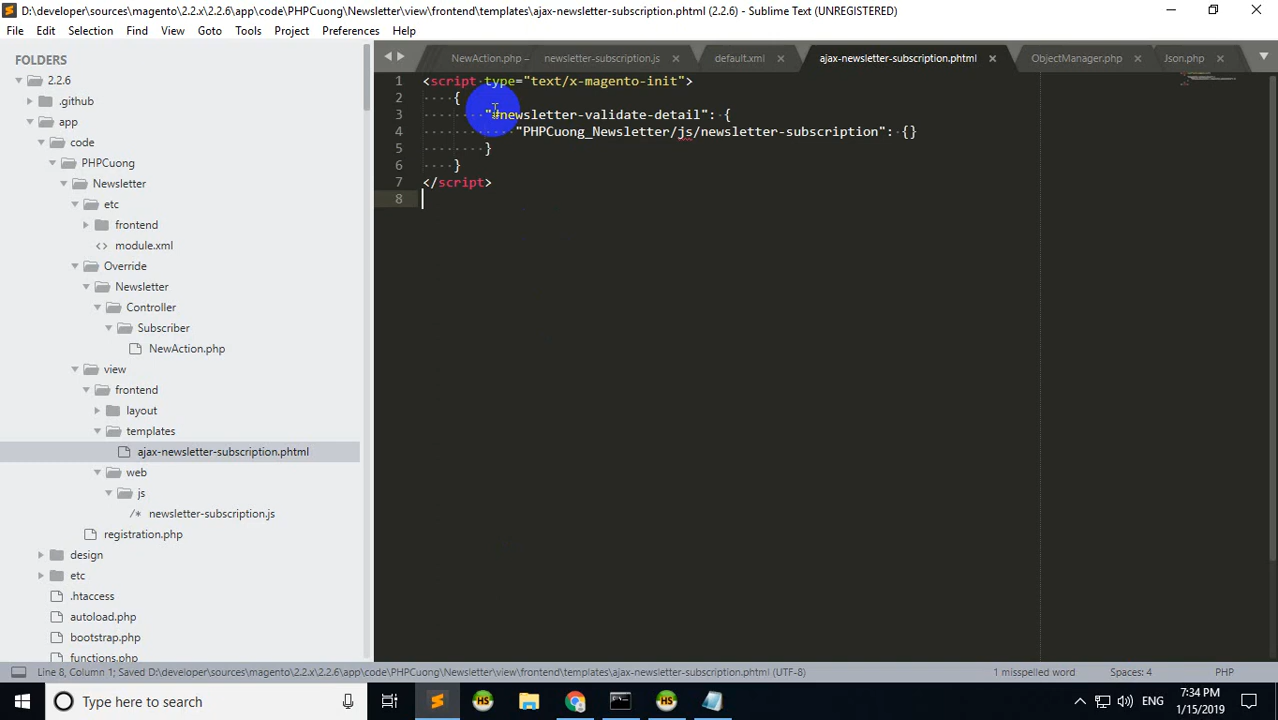 D:\developer\sources\magento\2.2.x\2.2.6\app\code\PHPCuong\Newsletter\view\frontend\templates\ajax-newsletter-subscription.phtml (2.2.6) - Sublime Text (UNREGISTERED)
File Edit Selection Find View Goto Tools Project Preferences Help
FOLDERS
2.2.6
.github
app
code
PHPCuong
Newsletter
etc
frontend
module.xml
Override
Newsletter
Controller
Subscriber
NewAction.php
view
frontend
layout
templates
ajax-newsletter-subscription.phtml
web
js
newsletter-subscription.js
registration.php
design
etc
.htaccess
autoload.php
bootstrap.php
functions.php
NewAction.php – newsletter-subscription.js default.xml ajax-newsletter-subscription.phtml ObjectManager.php Json.php
1 <script type="text/x-magento-init">
2 {
3 "#newsletter-validate-detail": {
4 "PHPCuong_Newsletter/js/newsletter-subscription": {}
5 }
6 }
7 </script>
8
Line 8, Column 1; Saved D:\developer\sources\magento\2.2.x\2.2.6\app\code\PHPCuong\Newsletter\view\frontend\templates\ajax-newsletter-subscription.phtml (UTF-8) 1 misspelled word Spaces: 4 PHP
Type here to search
ENG
7:34 PM
1/15/2019